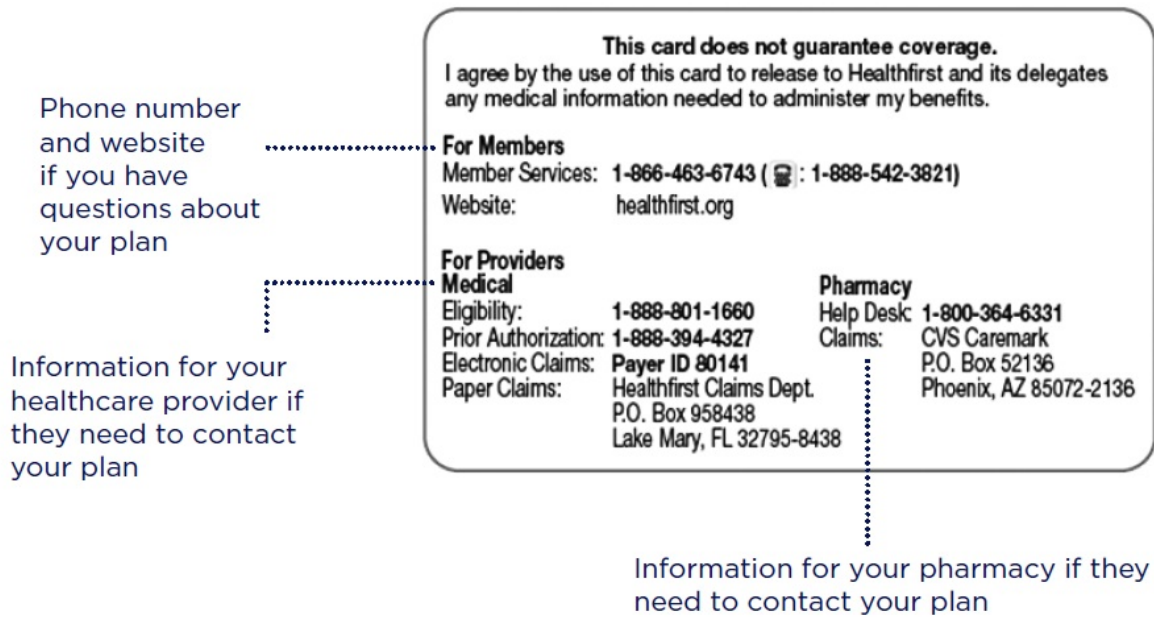 This card does not guarantee coverage.
I agree by the use of this card to release to Healthfirst and its delegates
any medical information needed to administer my benefits.
Phone number
and website
if you have
questions about
your plan
For Members
Member Services: 1-866-463-6743 ( : 1-888-542-3821)
Website: healthfirst.org
Information for your
healthcare provider if
they need to contact
your plan
For Providers
Medical
Eligibility: 1-888-801-1660
Prior Authorization: 1-888-394-4327
Electronic Claims: Payer ID 80141
Paper Claims: Healthfirst Claims Dept.
P.O. Box 958438
Lake Mary, FL 32795-8438
Pharmacy
Help Desk: 1-800-364-6331
Claims: CVS Caremark
P.O. Box 52136
Phoenix, AZ 85072-2136
Information for your pharmacy if they
need to contact your plan